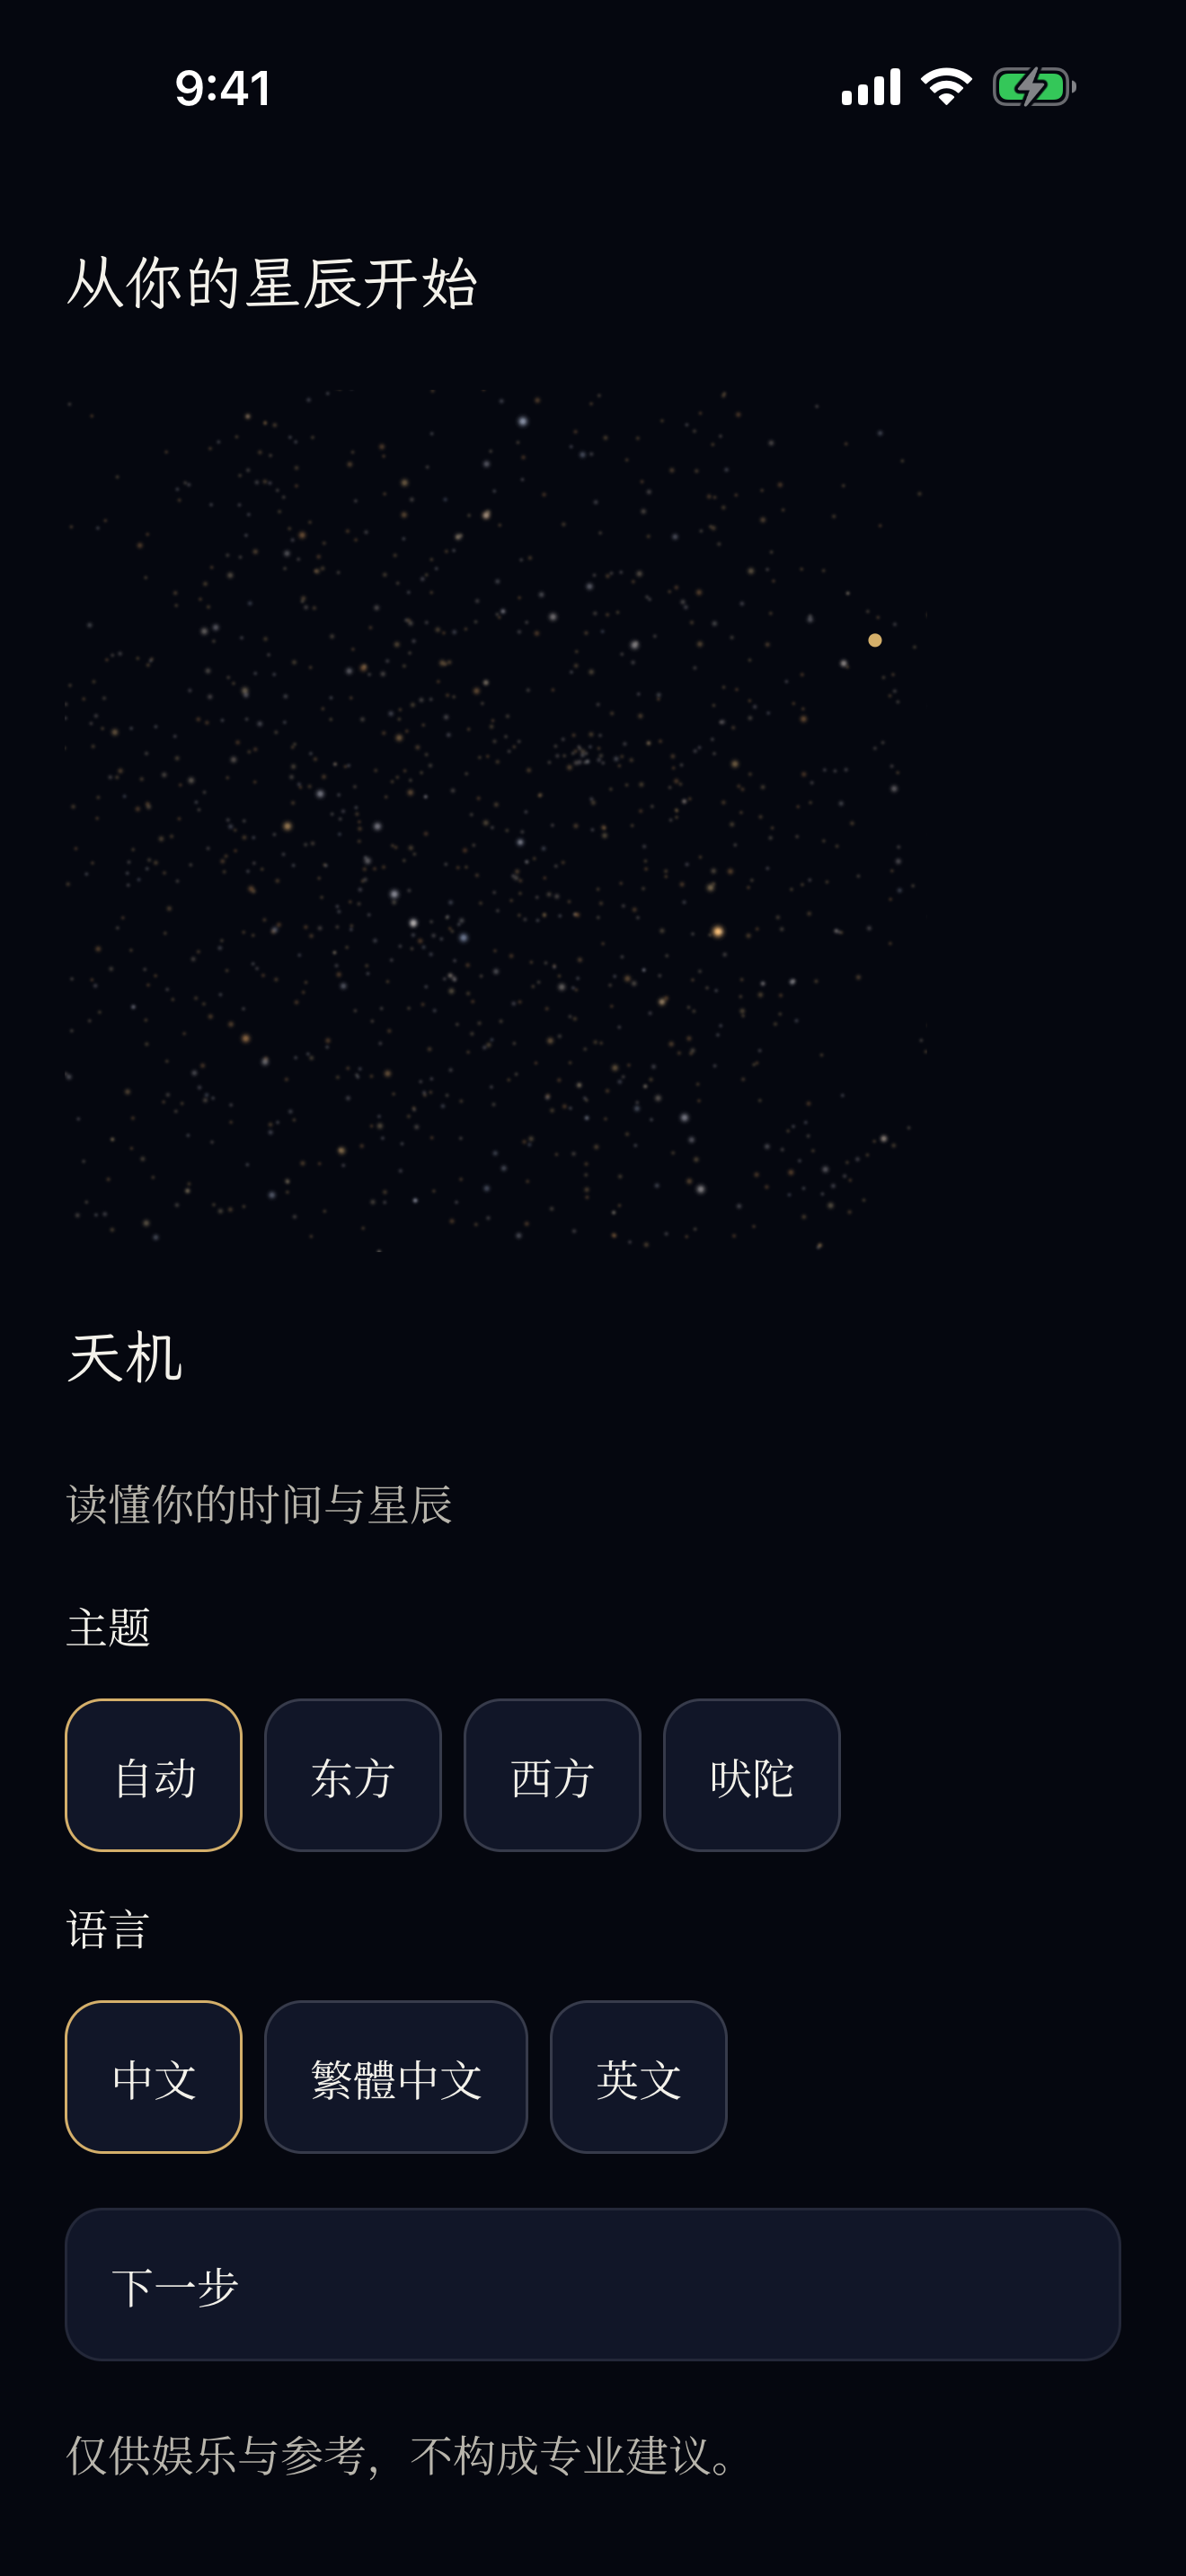 9:41
从你的星辰开始
天机
读懂你的时间与星辰
主题
自动 东方 西方 吠陀
语言
中文 繁體中文 英文
下一步
仅供娱乐与参考，不构成专业建议。